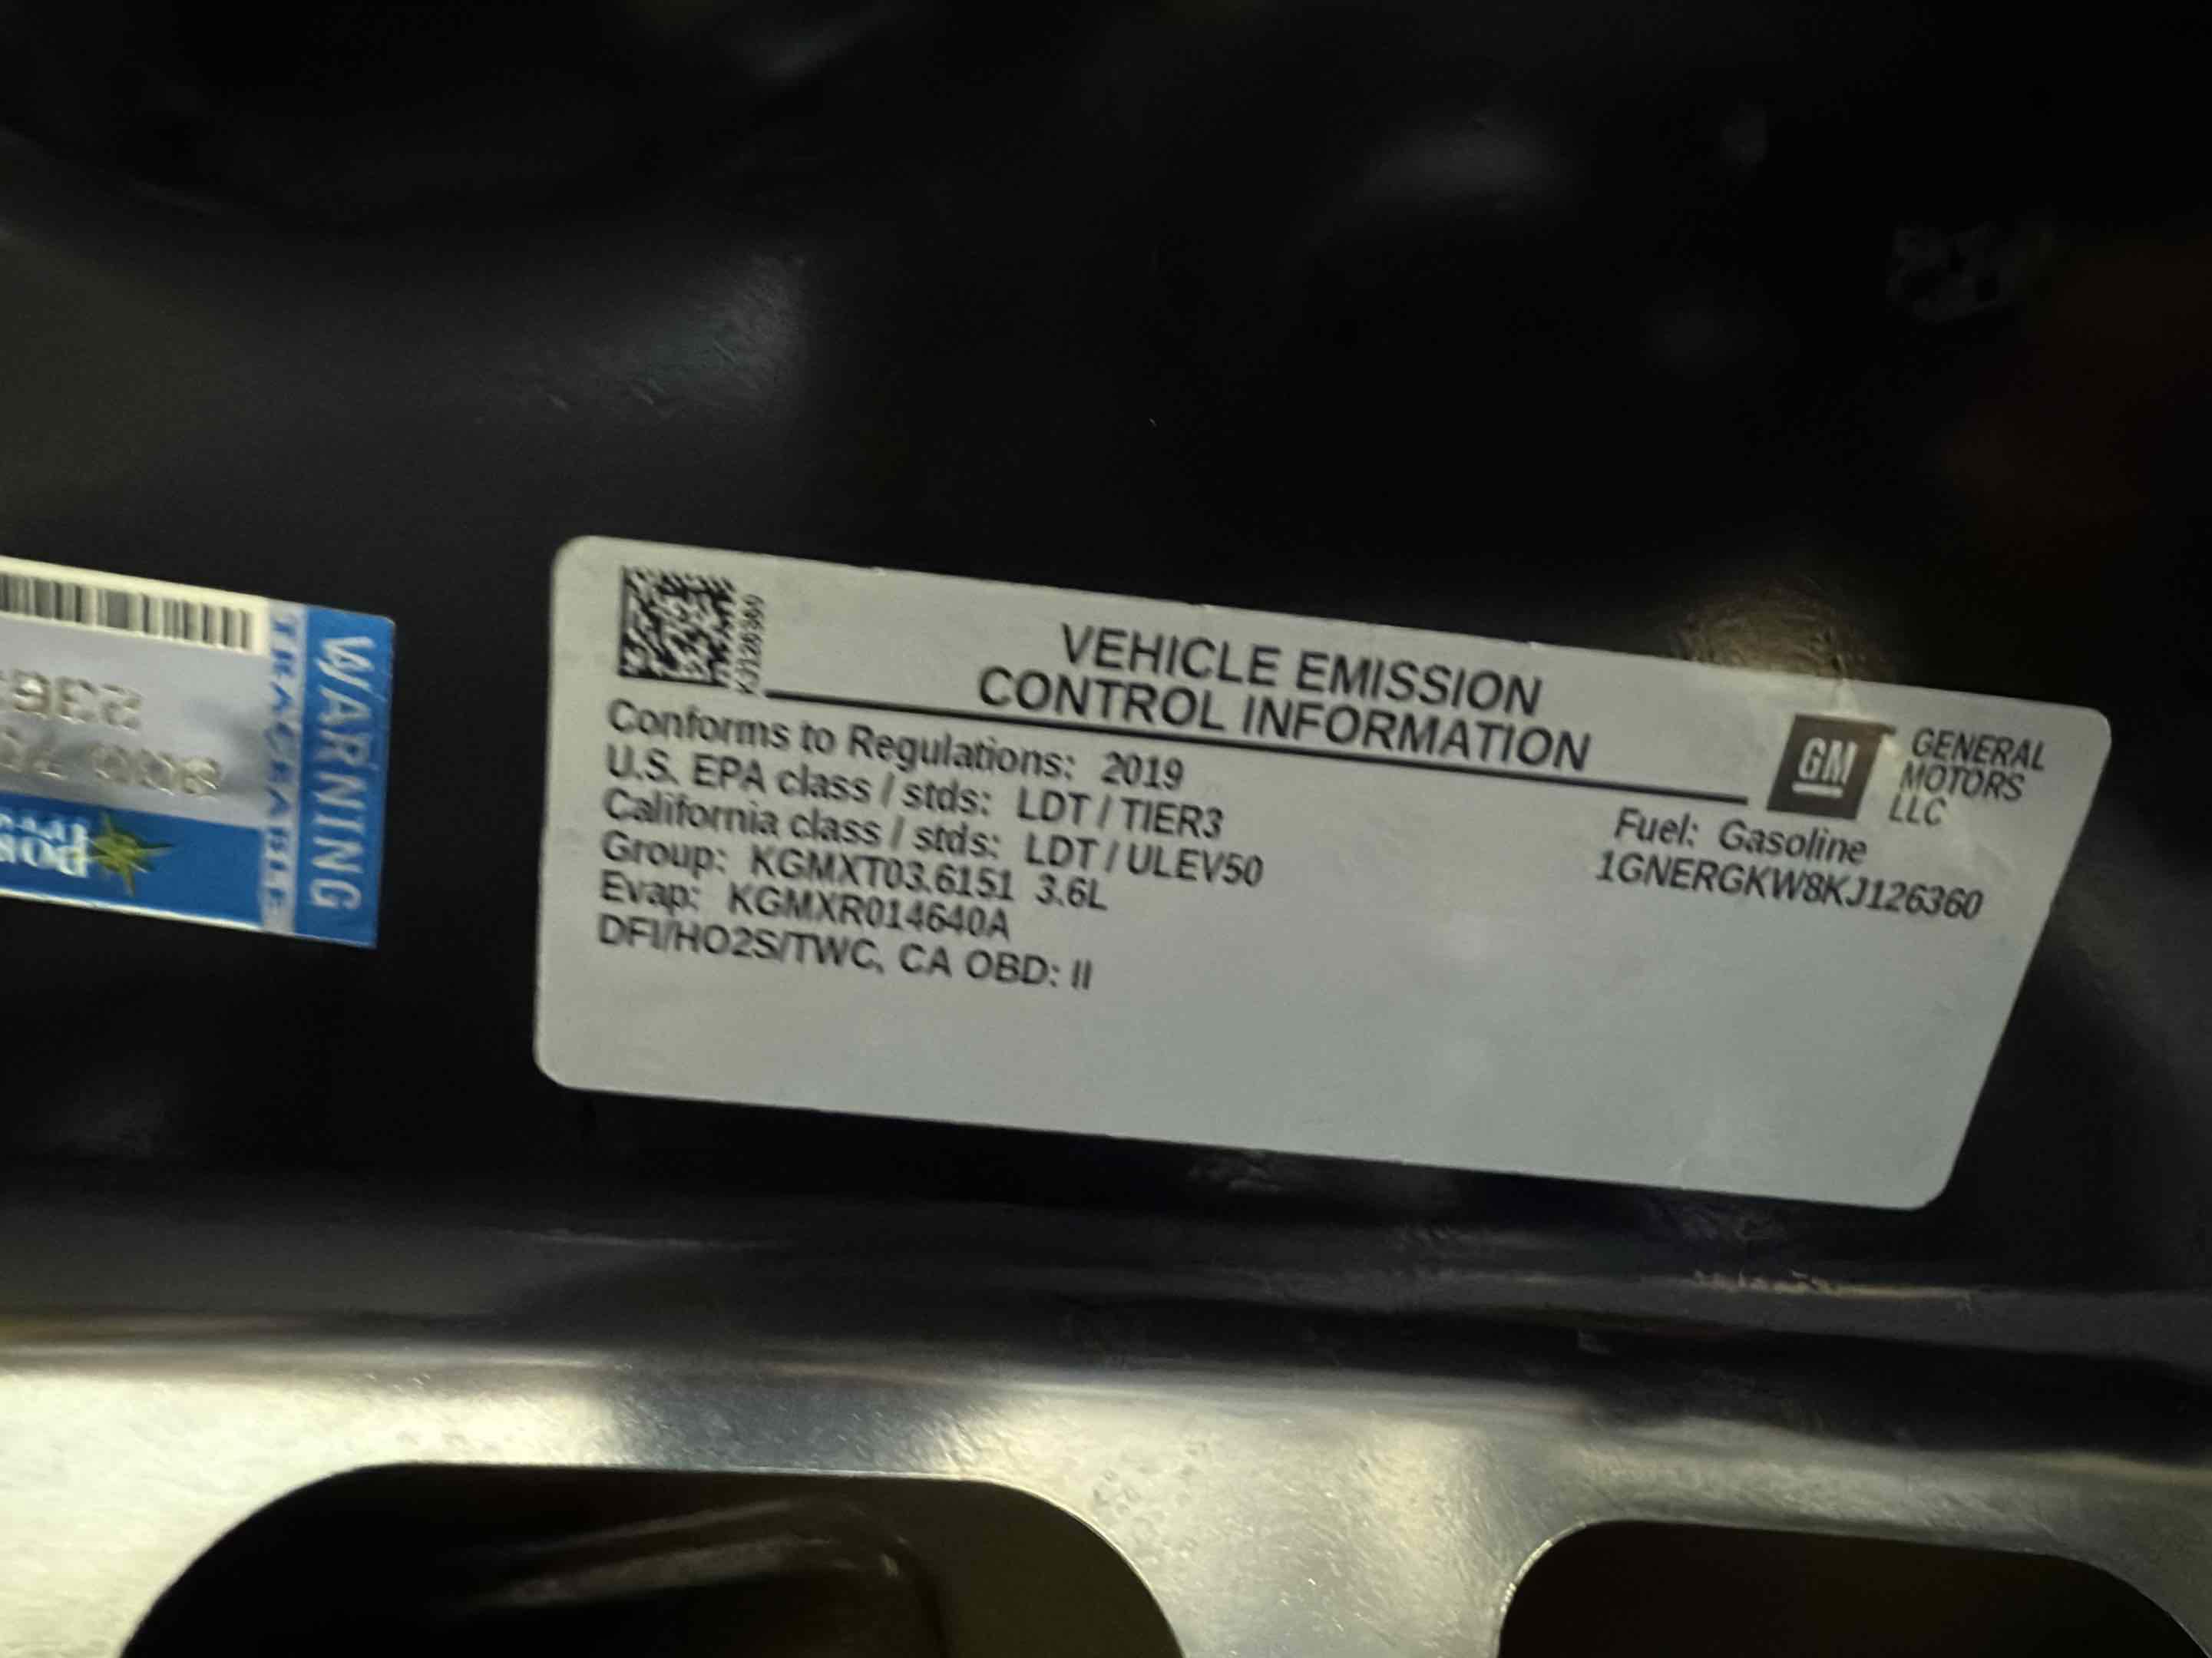 VEHICLE EMISSION
CONTROL INFORMATION
GM
GENERAL
MOTORS
LLC
Conforms to Regulations: 2019
U.S. EPA class / stds: LDT / TIER3
California class / stds: LDT / ULEV50
Group: KGMXT03.6151 3.6L
Evap: KGMXR014640A
DFI/HO2S/TWC, CA OBD: II
Fuel: Gasoline
1GNERGKW8KJ126360
WARNING
TRACEABLE